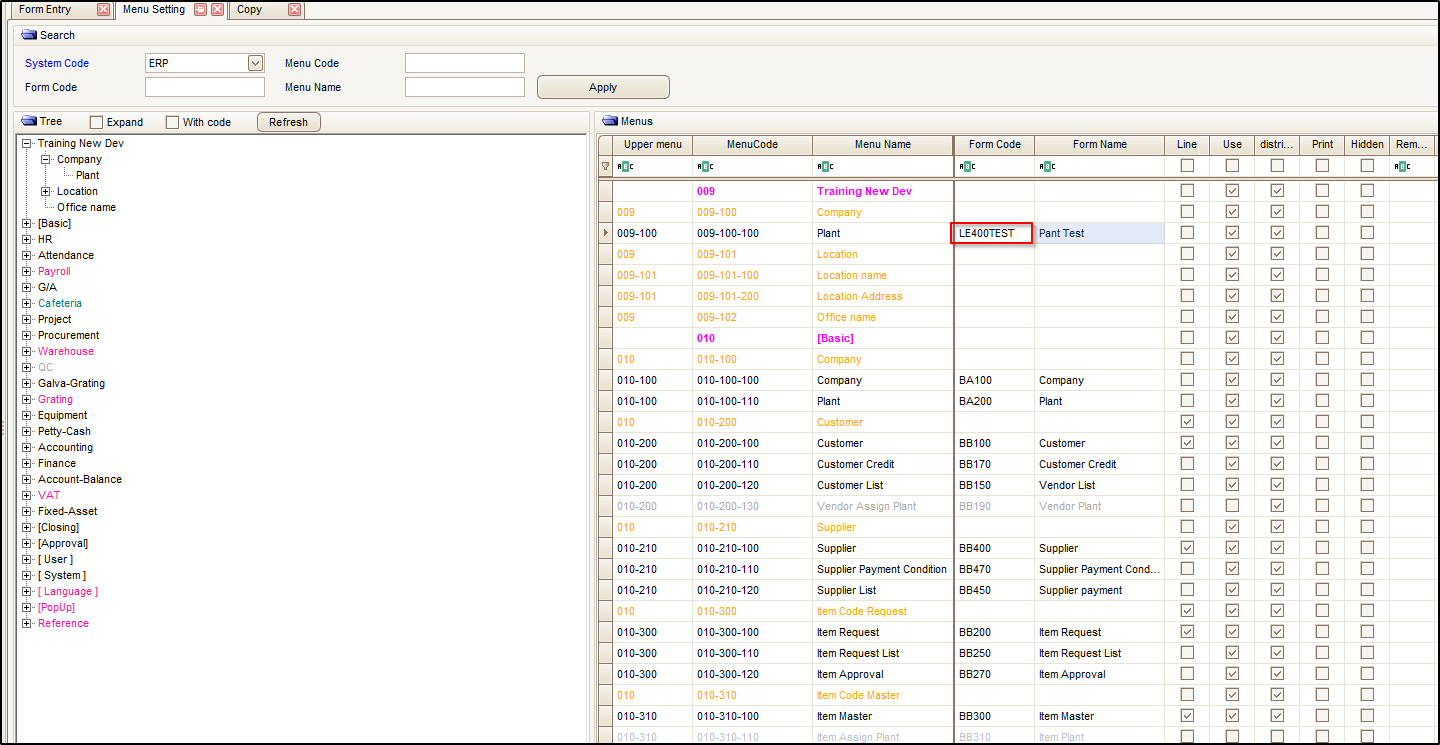 Form Entry Menu Setting Copy
Search
System Code ERP Menu Code
Form Code Menu Name Apply
Tree Expand With code Refresh
Training New Dev
Company
Plant
Location
Office name
[Basic]
HR
Attendance
Payroll
G/A
Cafeteria
Project
Procurement
Warehouse
QC
Galva-Grating
Grating
Equipment
Petty-Cash
Accounting
Finance
Account-Balance
VAT
Fixed-Asset
[Closing]
[Approval]
[ User ]
[ System ]
[ Language ]
[PopUp]
Reference
Menus
Upper menu MenuCode Menu Name Form Code Form Name Line Use distri... Print Hidden Rem...
ABC ABC ABC ABC ABC ABC
009 Training New Dev
009 009-100 Company
009-100 009-100-100 Plant LE400TEST Pant Test
009 009-101 Location
009-101 009-101-100 Location name
009-101 009-101-200 Location Address
009 009-102 Office name
010 [Basic]
010 010-100 Company
010-100 010-100-100 Company BA100 Company
010-100 010-100-110 Plant BA200 Plant
010 010-200 Customer
010-200 010-200-100 Customer BB100 Customer
010-200 010-200-110 Customer Credit BB170 Customer Credit
010-200 010-200-120 Customer List BB150 Vendor List
010-200 010-200-130 Vendor Assign Plant BB190 Vendor Plant
010 010-210 Supplier
010-210 010-210-100 Supplier BB400 Supplier
010-210 010-210-110 Supplier Payment Condition BB470 Supplier Payment Cond...
010-210 010-210-120 Supplier List BB450 Supplier payment
010 010-300 Item Code Request
010-300 010-300-100 Item Request BB200 Item Request
010-300 010-300-110 Item Request List BB250 Item Request List
010-300 010-300-120 Item Approval BB270 Item Approval
010 010-310 Item Code Master
010-310 010-310-100 Item Master BB300 Item Master
010-310 010-310-110 Item Assign Plant BB310 Item Plant